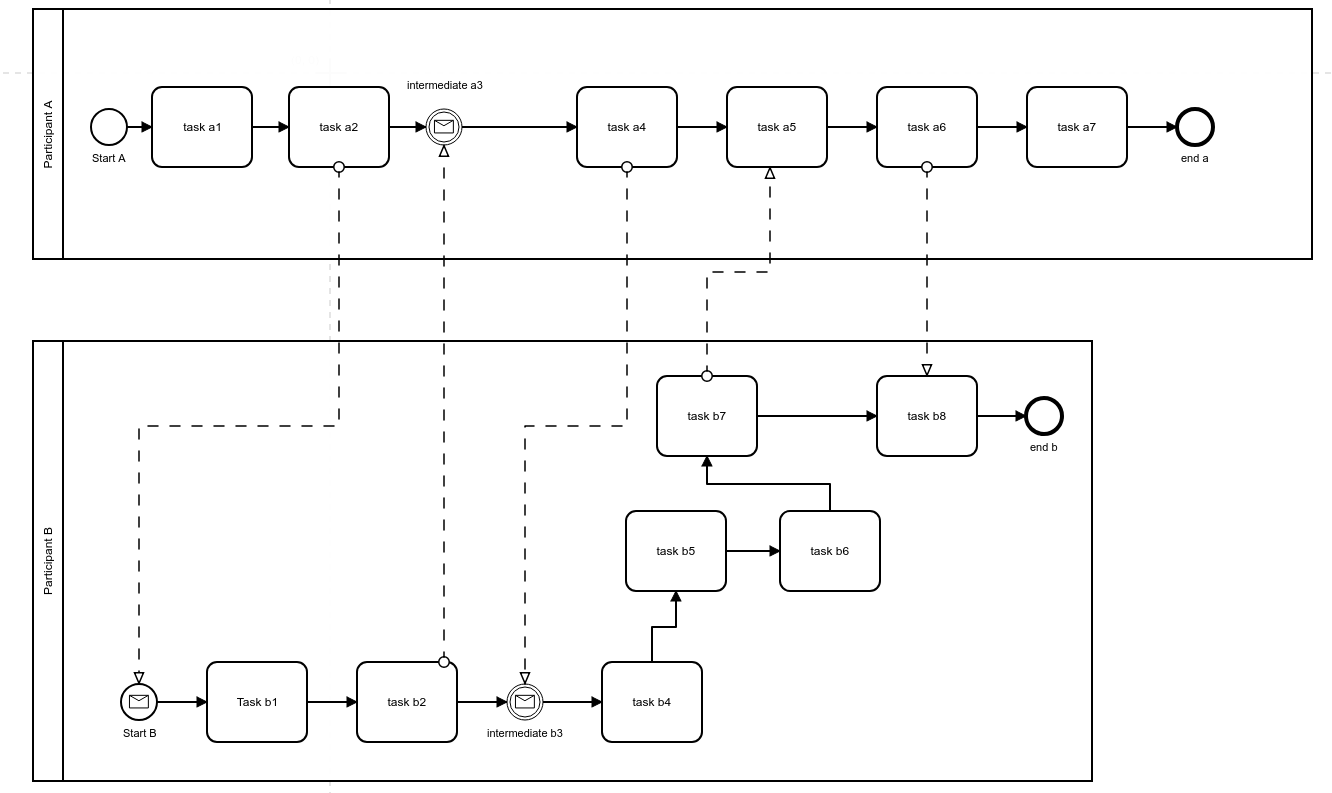 Participant A
intermediate a3
Start A
task a1
task a2
task a4
task a5
task a6
task a7
end a
Participant B
task b7
task b8
end b
task b5
task b6
Start B
Task b1
task b2
intermediate b3
task b4